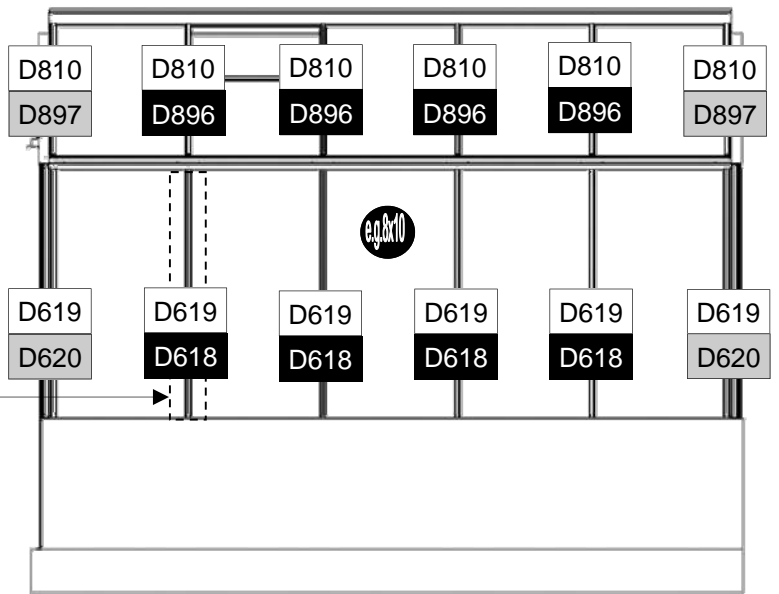 D810 D810 D810 D810 D810 D810
D897 D896 D896 D896 D896 D897
e.g.8x10
D619 D619 D619 D619 D619 D619
D620 D618 D618 D618 D618 D620